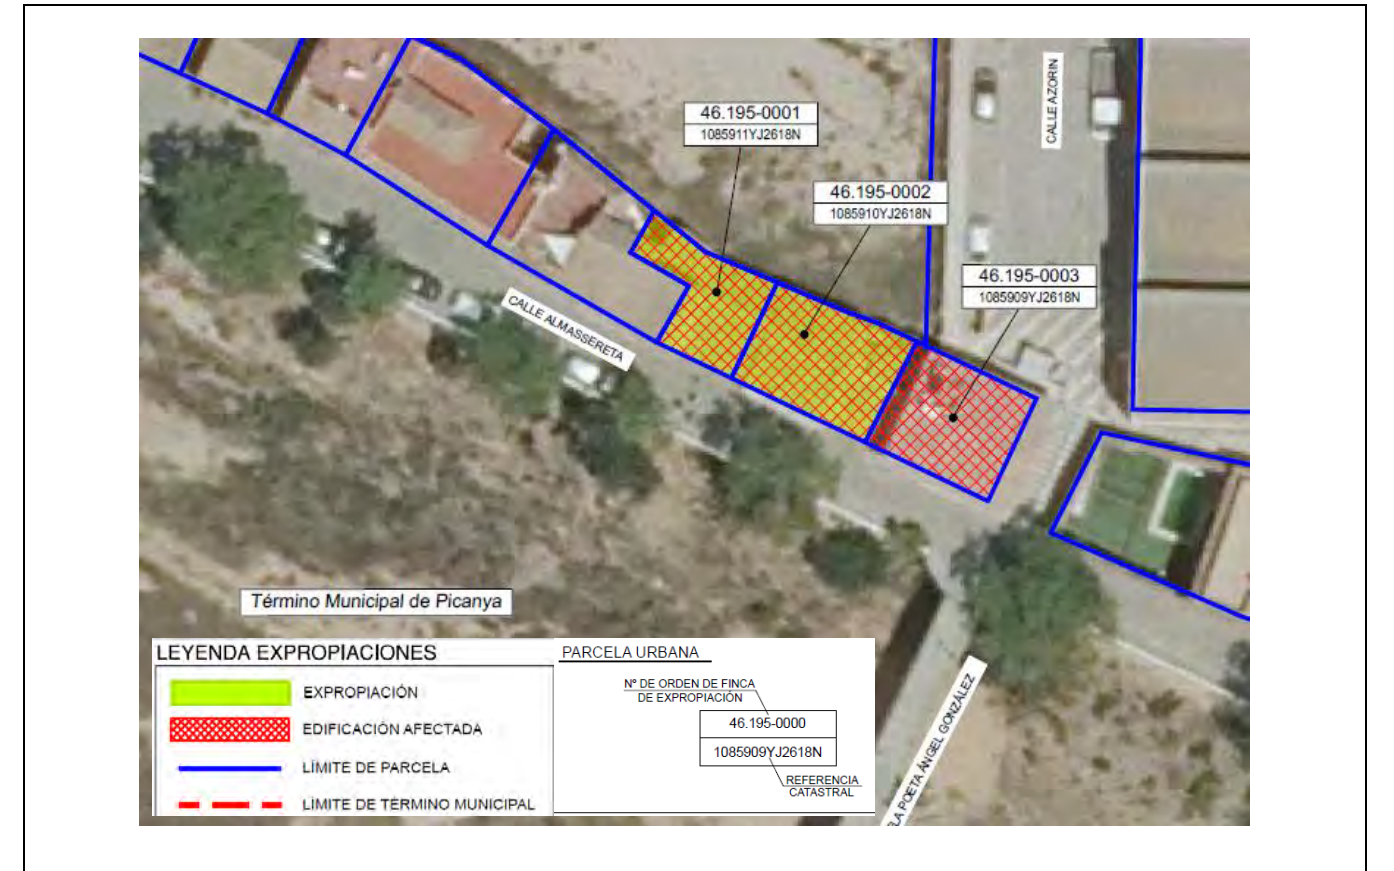 CALLE AZORIN
46.195-0001
1085911YJ2618N
46.195-0002
1085910YJ2618N
46.195-0003
1085909YJ2618N
CALLE ALMASSERETA
Término Municipal de Picanya
LEYENDA EXPROPIACIONES
EXPROPIACIÓN
EDIFICACIÓN AFECTADA
LÍMITE DE PARCELA
LÍMITE DE TÉRMINO MUNICIPAL
PARCELA URBANA
Nº DE ORDEN DE FINCA
DE EXPROPIACIÓN
46.195-0000
1085909YJ2618N
REFERENCIA
CATASTRAL
POETA ÁNGEL GONZÁLEZ